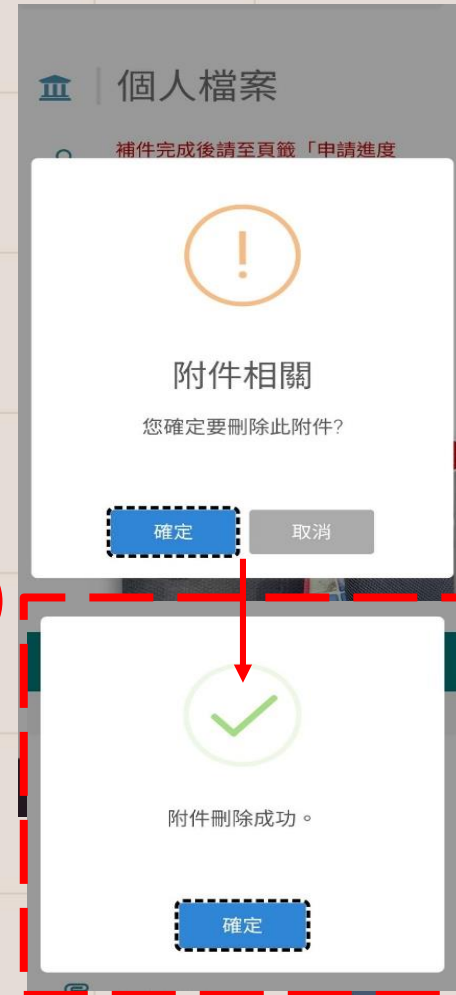 個人檔案
補件完成後請至頁籤「申請進度
!
附件相關
您確定要刪除此附件?
確定
取消
附件刪除成功。
確定